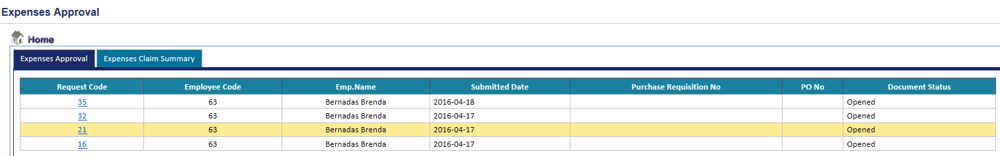 Expenses Approval
Home
Expenses Approval Expenses Claim Summary
Request Code Employee Code Emp.Name Submitted Date Purchase Requisition No PO No Document Status
35 63 Bernadas Brenda 2016-04-18 Opened
32 63 Bernadas Brenda 2016-04-17 Opened
21 63 Bernadas Brenda 2016-04-17 Opened
16 63 Bernadas Brenda 2016-04-17 Opened